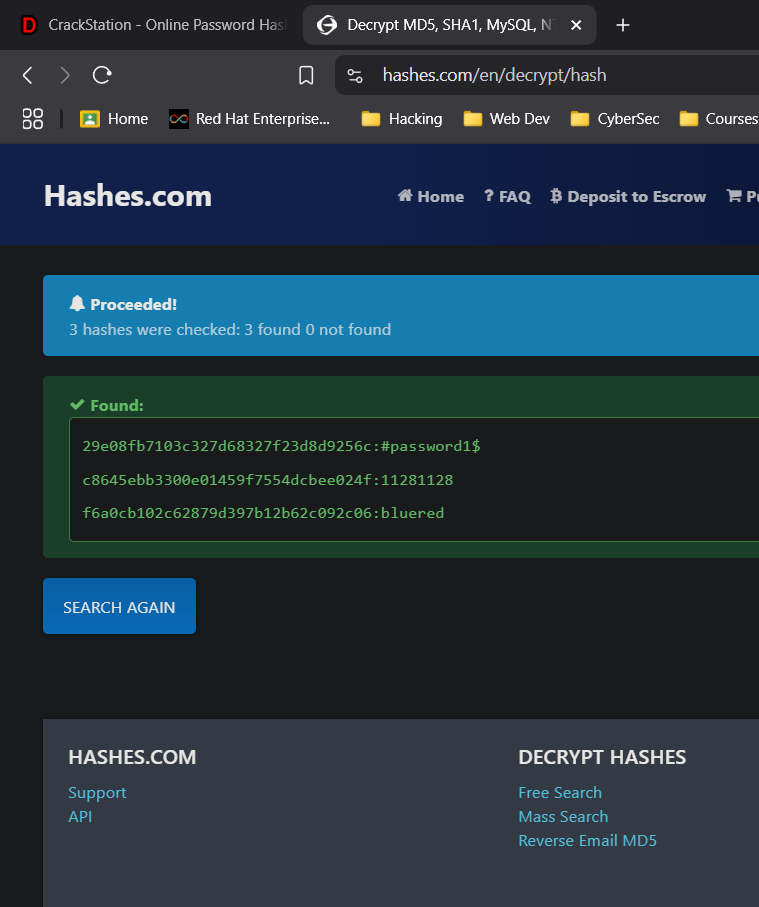 CrackStation - Online Password Has
Decrypt MD5, SHA1, MySQL, NT
hashes.com/en/decrypt/hash
Home Red Hat Enterprise... Hacking Web Dev CyberSec Courses
Hashes.com
Home ? FAQ Deposit to Escrow P
Proceeded!
3 hashes were checked: 3 found 0 not found
Found:
29e08fb7103c327d68327f23d8d9256c:#password1$
c8645ebb3300e01459f7554dcbee024f:11281128
f6a0cb102c62879d397b12b62c092c06:bluered
SEARCH AGAIN
HASHES.COM
Support
API
DECRYPT HASHES
Free Search
Mass Search
Reverse Email MD5